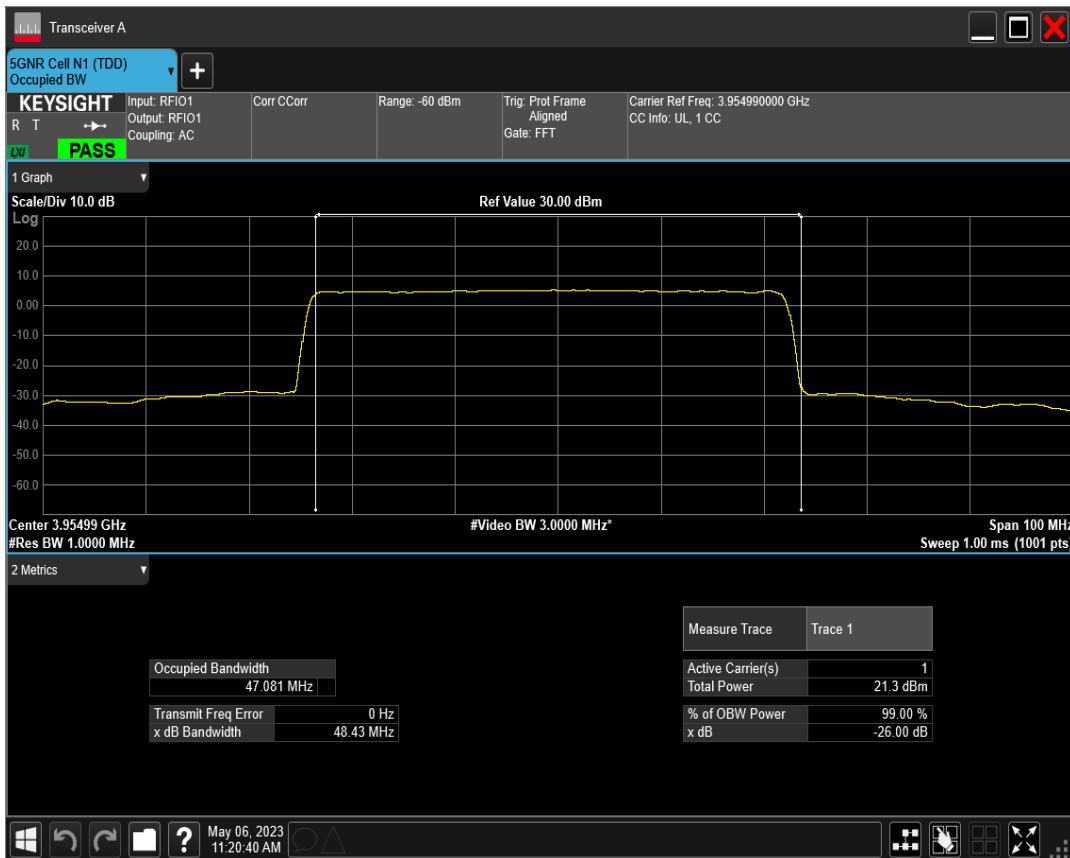 Transceiver A
5GNR Cell N1 (TDD)
Occupied BW
+
KEYSIGHT
R T
LXI
PASS
Input: RFIO1
Output: RFIO1
Coupling: AC
Corr CCorr
Range: -60 dBm
Trig: Prot Frame
Aligned
Gate: FFT
Carrier Ref Freq: 3.954990000 GHz
CC Info: UL, 1 CC
1 Graph
Scale/Div 10.0 dB
Ref Value 30.00 dBm
Log
20.0
10.0
0.00
-10.0
-20.0
-30.0
-40.0
-50.0
-60.0
Center 3.95499 GHz
#Video BW 3.0000 MHz*
Span 100 MHz
#Res BW 1.0000 MHz
Sweep 1.00 ms (1001 pts)
2 Metrics
Measure Trace Trace 1
Occupied Bandwidth
47.081 MHz
Active Carrier(s) 1
Total Power 21.3 dBm
Transmit Freq Error 0 Hz
x dB Bandwidth 48.43 MHz
% of OBW Power 99.00 %
x dB -26.00 dB
?
May 06, 2023
11:20:40 AM